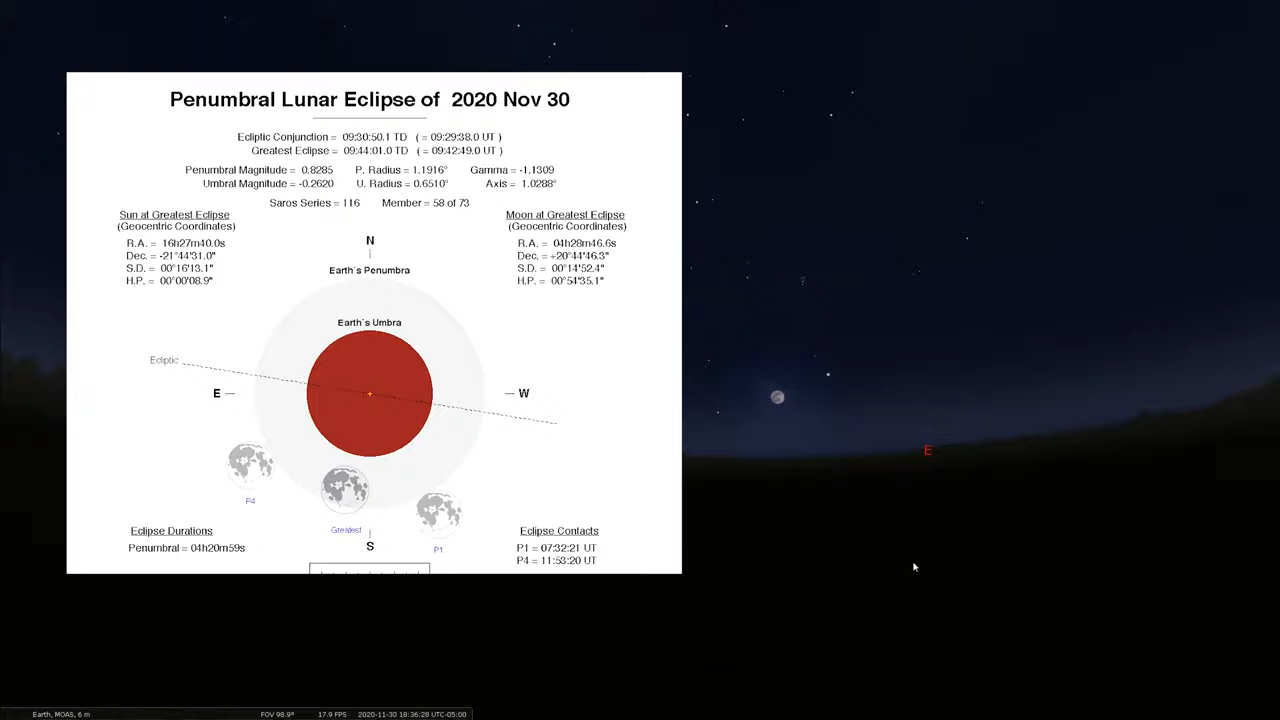 Penumbral Lunar Eclipse of 2020 Nov 30
Ecliptic Conjunction = 09:30:50.1 TD ( = 09:29:38.0 UT )
Greatest Eclipse = 09:44:01.0 TD ( = 09:42:49.0 UT )
Penumbral Magnitude = 0.8285 P. Radius = 1.1916° Gamma = -1.1309
Umbral Magnitude = -0.2620 U. Radius = 0.6510° Axis = 1.0288°
Saros Series = 116 Member = 58 of 73
Sun at Greatest Eclipse
(Geocentric Coordinates)
R.A. = 16h27m40.0s
Dec. = -21°44'31.0"
S.D. = 00°16'13.1"
H.P. = 00°00'08.9"
Moon at Greatest Eclipse
(Geocentric Coordinates)
R.A. = 04h28m46.6s
Dec. = +20°44'46.3"
S.D. = 00°14'52.4"
H.P. = 00°54'35.1"
N
Earth's Penumbra
Earth's Umbra
Ecliptic
E
W
P4
Greatest
P1
S
Eclipse Durations
Penumbral = 04h20m59s
Eclipse Contacts
P1 = 07:32:21 UT
P4 = 11:53:20 UT
E
Earth, MOAS, 6 m FOV 98.9° 17.9 FPS 2020-11-30 18:36:28 UTC-05:00